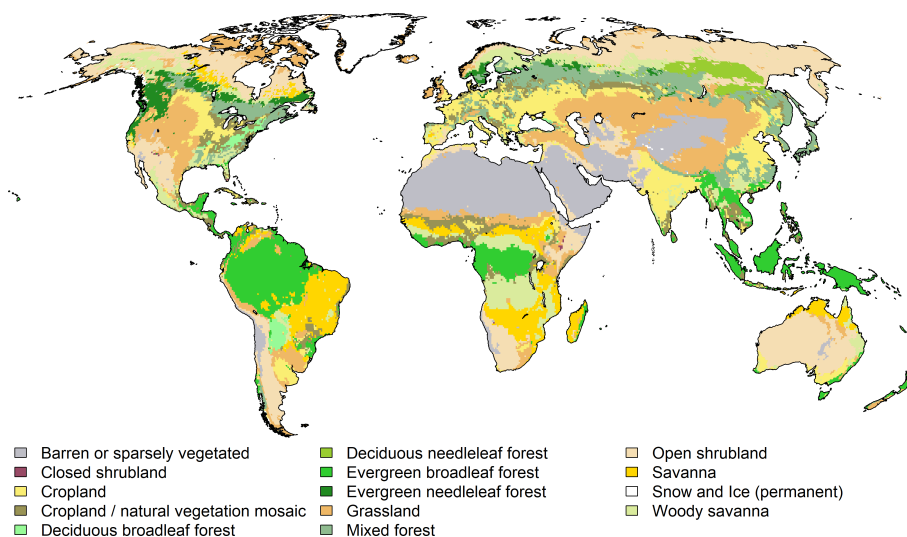 Barren or sparsely vegetated
Closed shrubland
Cropland
Cropland / natural vegetation mosaic
Deciduous broadleaf forest
Deciduous needleleaf forest
Evergreen broadleaf forest
Evergreen needleleaf forest
Grassland
Mixed forest
Open shrubland
Savanna
Snow and Ice (permanent)
Woody savanna